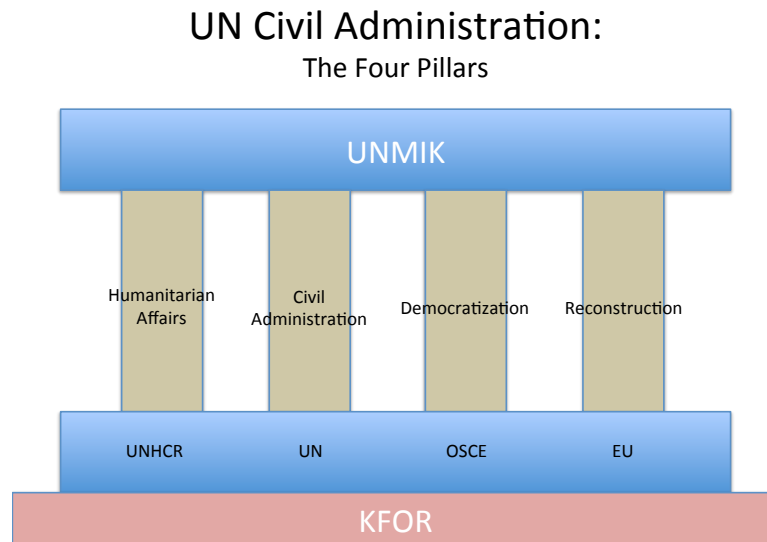 UN Civil Administration:
The Four Pillars
UNMIK
Humanitarian
Affairs
Civil
Administration
Democratization
Reconstruction
UNHCR
UN
OSCE
EU
KFOR